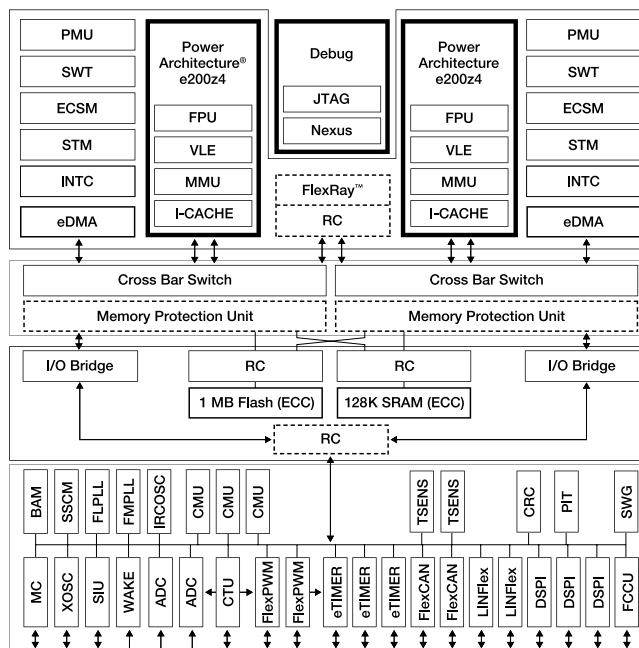 PMU
SWT
ECSM
STM
INTC
eDMA
Power
Architecture®
e200z4
FPU
VLE
MMU
I-CACHE
Debug
JTAG
Nexus
FlexRay™
RC
Power
Architecture
e200z4
FPU
VLE
MMU
I-CACHE
PMU
SWT
ECSM
STM
INTC
eDMA
Cross Bar Switch
Cross Bar Switch
Memory Protection Unit
Memory Protection Unit
I/O Bridge
RC
RC
I/O Bridge
1 MB Flash (ECC)
128K SRAM (ECC)
RC
BAM
SSCM
FLPLL
FMPLL
IRCOSC
CMU
CMU
CMU
TSENS
TSENS
CRC
PIT
SWG
MC
XOSC
SIU
WAKE
ADC
ADC
CTU
FlexPWM
FlexPWM
eTIMER
eTIMER
eTIMER
FlexCAN
FlexCAN
LINFlex
LINFlex
DSPI
DSPI
DSPI
FCCU